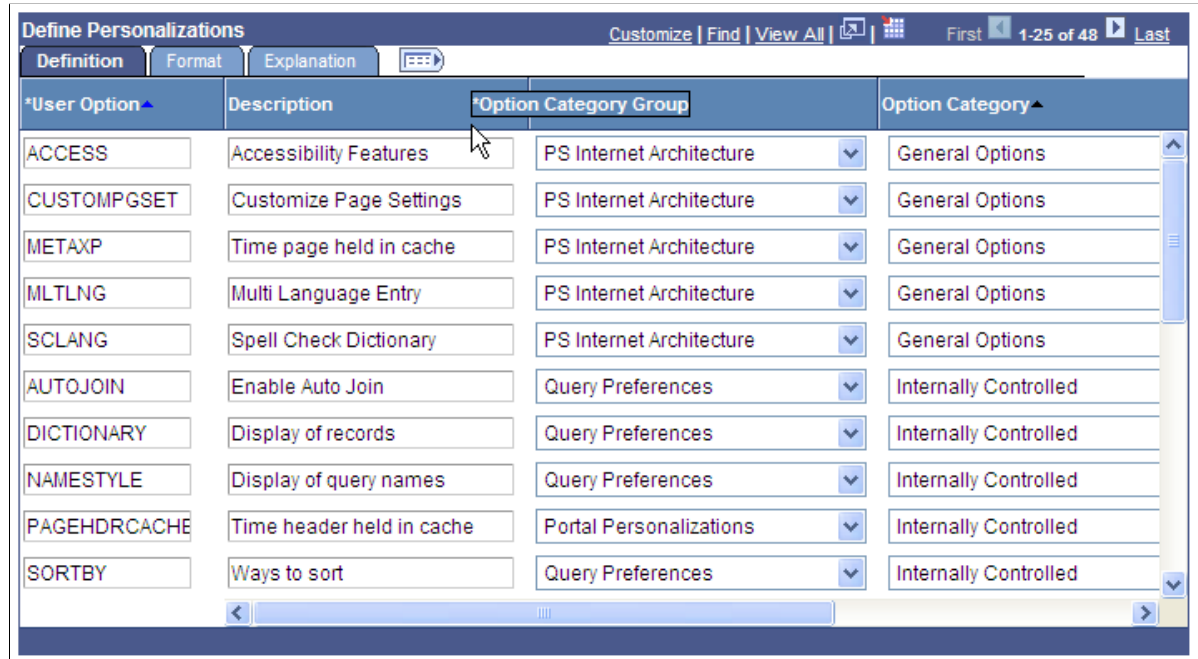 Define Personalizations Customize | Find | View All | | First 1-25 of 48 Last
Definition Format Explanation
*User Option Description *Option Category Group Option Category
ACCESS Accessibility Features PS Internet Architecture General Options
CUSTOMPGSET Customize Page Settings PS Internet Architecture General Options
METAXP Time page held in cache PS Internet Architecture General Options
MLTLNG Multi Language Entry PS Internet Architecture General Options
SCLANG Spell Check Dictionary PS Internet Architecture General Options
AUTOJOIN Enable Auto Join Query Preferences Internally Controlled
DICTIONARY Display of records Query Preferences Internally Controlled
NAMESTYLE Display of query names Query Preferences Internally Controlled
PAGEHDRCACHE Time header held in cache Portal Personalizations Internally Controlled
SORTBY Ways to sort Query Preferences Internally Controlled